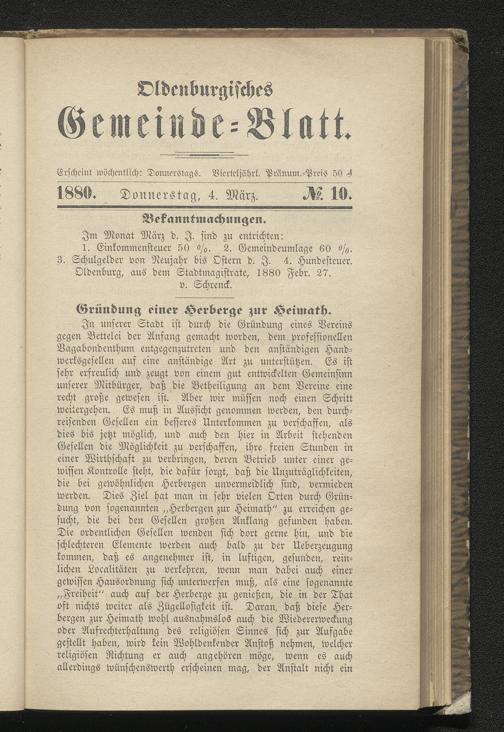 Oldenburgisches
Gemeinde-Blatt.
Erscheint wöchentlich: Donnerstags. Vierteljährl. Pränum.-Preis 50 ₰
1880. Donnerstag, 4. März. № 10.
Bekanntmachungen.
Im Monat März d. J. sind zu entrichten:
1. Einkommensteuer 50 %. 2. Gemeindeumlage 60 %.
3. Schulgelder von Neujahr bis Ostern d. J. 4. Hundesteuer.
Oldenburg, aus dem Stadtmagistrate, 1880 Febr. 27.
v. Schrenck.
Gründung einer Herberge zur Heimath.
In unserer Stadt ist durch die Gründung eines Vereins
gegen Bettelei der Anfang gemacht worden, dem professionellen
Vagabondenthum entgegenzutreten und den anständigen Hand-
werksgesellen auf eine anständige Art zu unterstützen. Es ist
sehr erfreulich und zeugt von einem gut entwickelten Gemeinsinn
unserer Mitbürger, daß die Betheiligung an dem Vereine eine
recht große gewesen ist. Aber wir müssen noch einen Schritt
weitergehen. Es muß in Aussicht genommen werden, den durch-
reisenden Gesellen ein besseres Unterkommen zu verschaffen, als
dies bis jetzt möglich, und auch den hier in Arbeit stehenden
Gesellen die Möglichkeit zu verschaffen, ihre freien Stunden in
einer Wirthschaft zu verbringen, deren Betrieb unter einer ge-
wissen Kontrolle steht, die dafür sorgt, daß die Unzuträglichkeiten,
die bei gewöhnlichen Herbergen unvermeidlich sind, vermieden
werden. Dies Ziel hat man in sehr vielen Orten durch Grün-
dung von sogenannten „Herbergen zur Heimath" zu erreichen ge-
sucht, die bei den Gesellen großen Anklang gefunden haben.
Die ordentlichen Gesellen wenden sich dort gerne hin, und die
schlechteren Elemente werden auch bald zu der Ueberzeugung
kommen, daß es angenehmer ist, in luftigen, gesunden, rein-
lichen Localitäten zu verkehren, wenn man dabei auch einer
gewissen Hausordnung sich unterwerfen muß, als eine sogenannte
„Freiheit" auch auf der Herberge zu genießen, die in der That
oft nichts weiter als Zügellosigkeit ist. Daran, daß diese Her-
bergen zur Heimath wohl ausnahmslos auch die Wiedererweckung
oder Aufrechterhaltung des religiösen Sinnes sich zur Aufgabe
gestellt haben, wird kein Wohldenkender Anstoß nehmen, welcher
religiösen Richtung er auch angehören möge, wenn es auch
allerdings wünschenswerth erscheinen mag, der Anstalt nicht ein